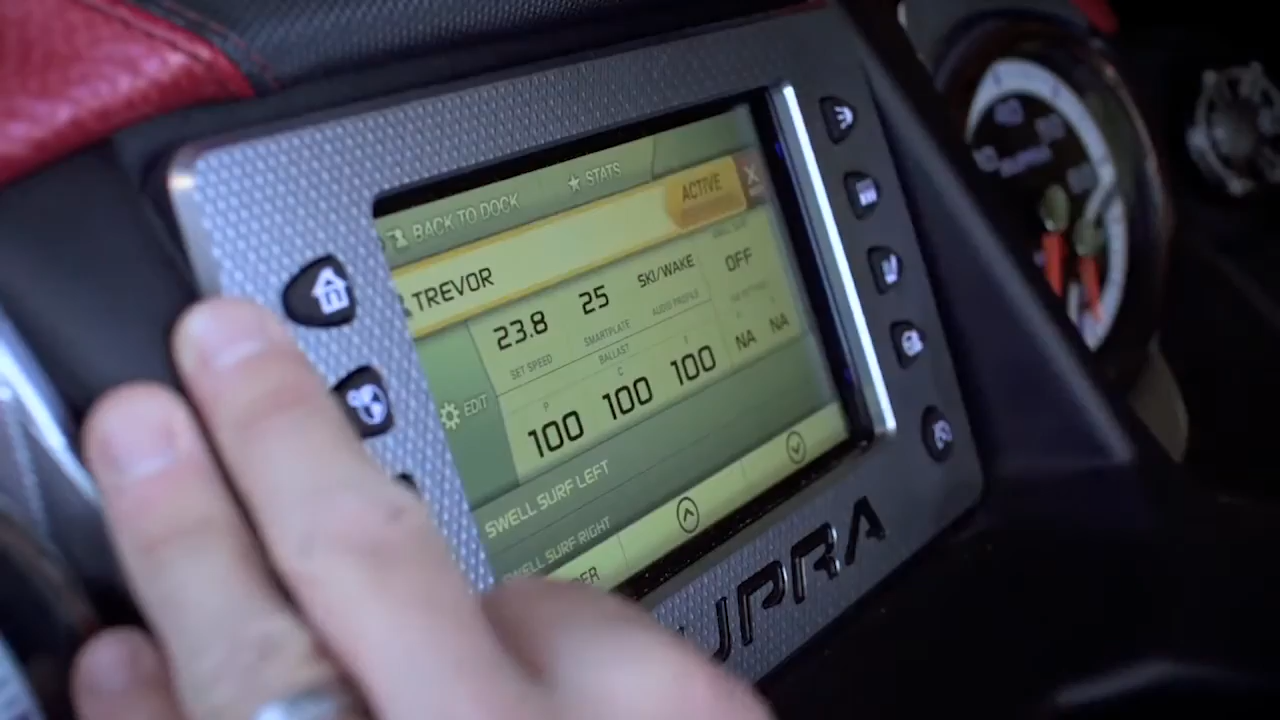 BACK TO DOCK
STATS
TREVOR
ACTIVE
X
23.8
SET SPEED
25
SMARTPLATE
SKI/WAKE
AUDIO PROFILE
OFF
EDIT
BALLAST
P
100
C
100
100
NA
NA
SWELL SURF LEFT
SWELL SURF RIGHT
DER
UPRA